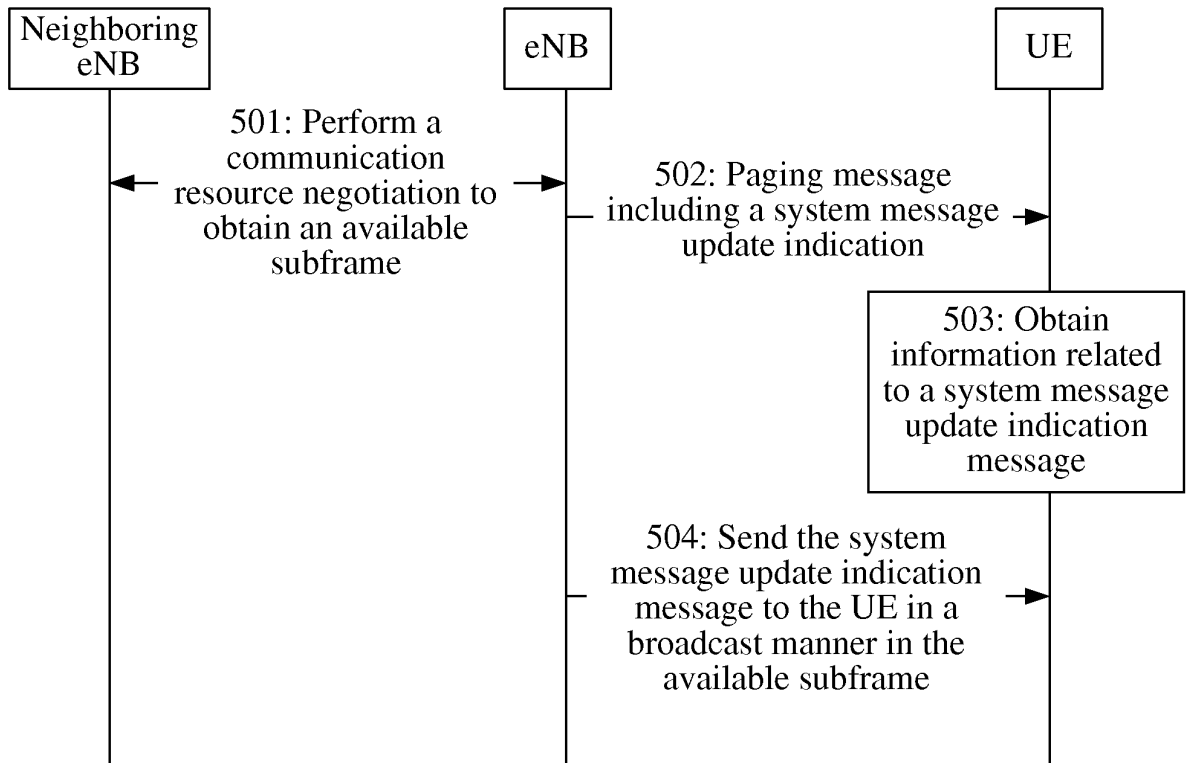 Neighboring
eNB
eNB
UE
501: Perform a
communication
resource negotiation to
obtain an available
subframe
502: Paging message
including a system message
update indication
503: Obtain
information related
to a system message
update indication
message
504: Send the system
message update indication
message to the UE in a
broadcast manner in the
available subframe